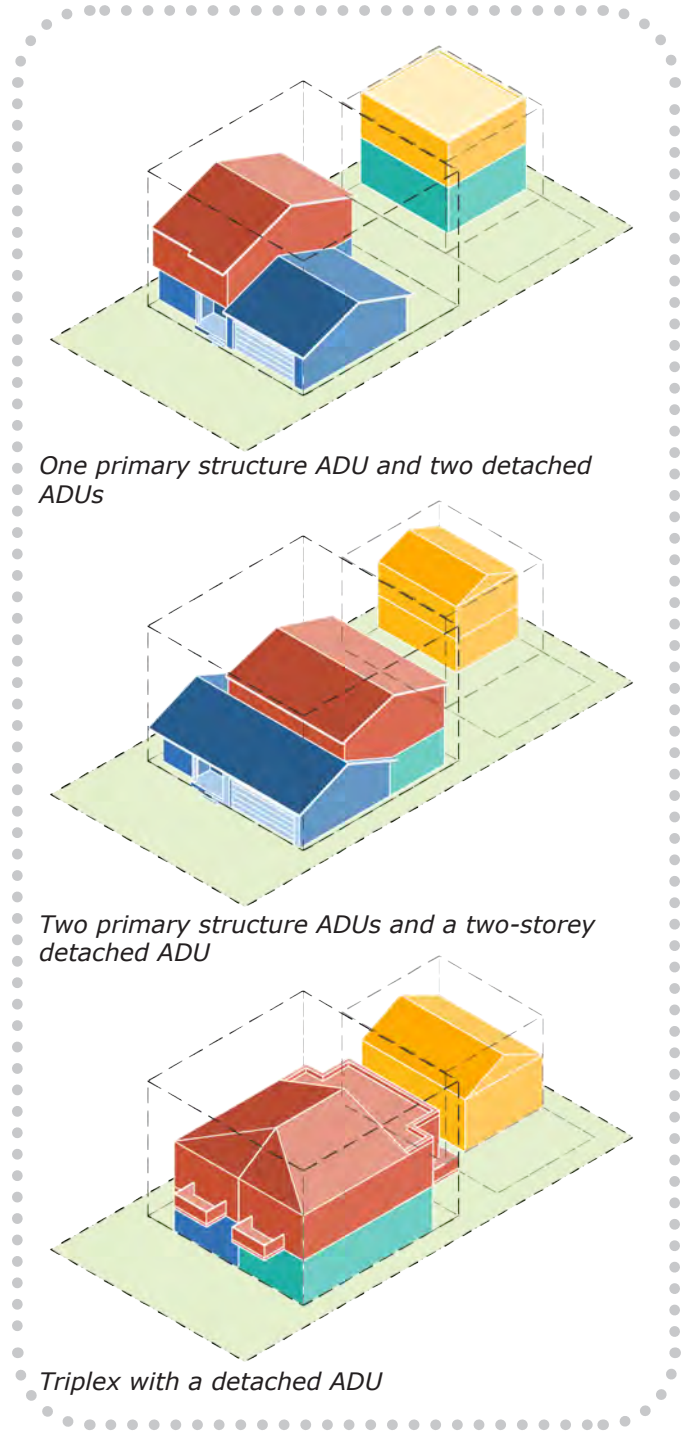 One primary structure ADU and two detached
ADUs
Two primary structure ADUs and a two-storey
detached ADU
Triplex with a detached ADU